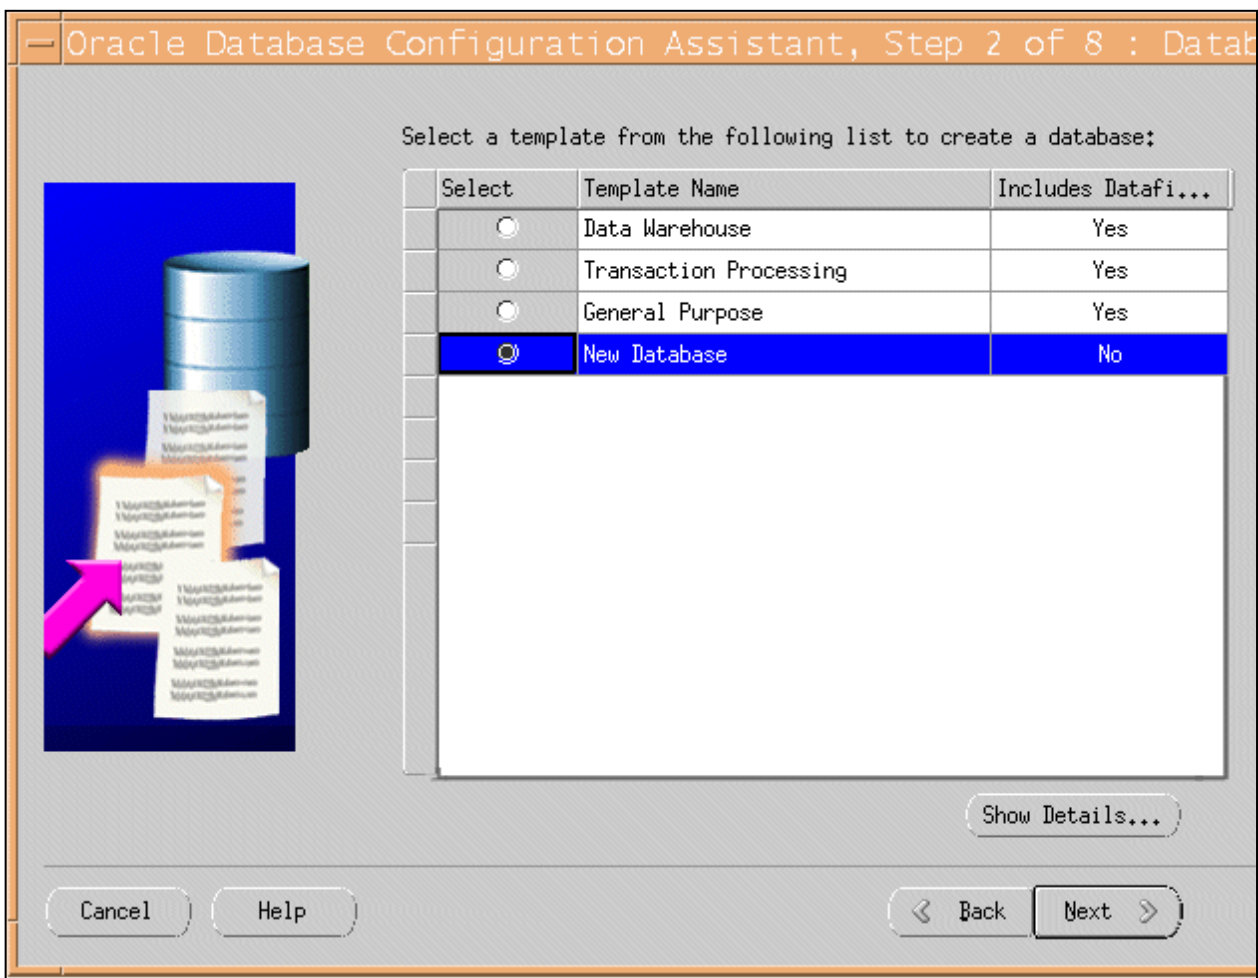 Oracle Database Configuration Assistant, Step 2 of 8 : Datab
Select a template from the following list to create a database:
Select Template Name Includes Datafi...
Data Warehouse Yes
Transaction Processing Yes
General Purpose Yes
New Database No
Show Details...
Cancel Help Back Next